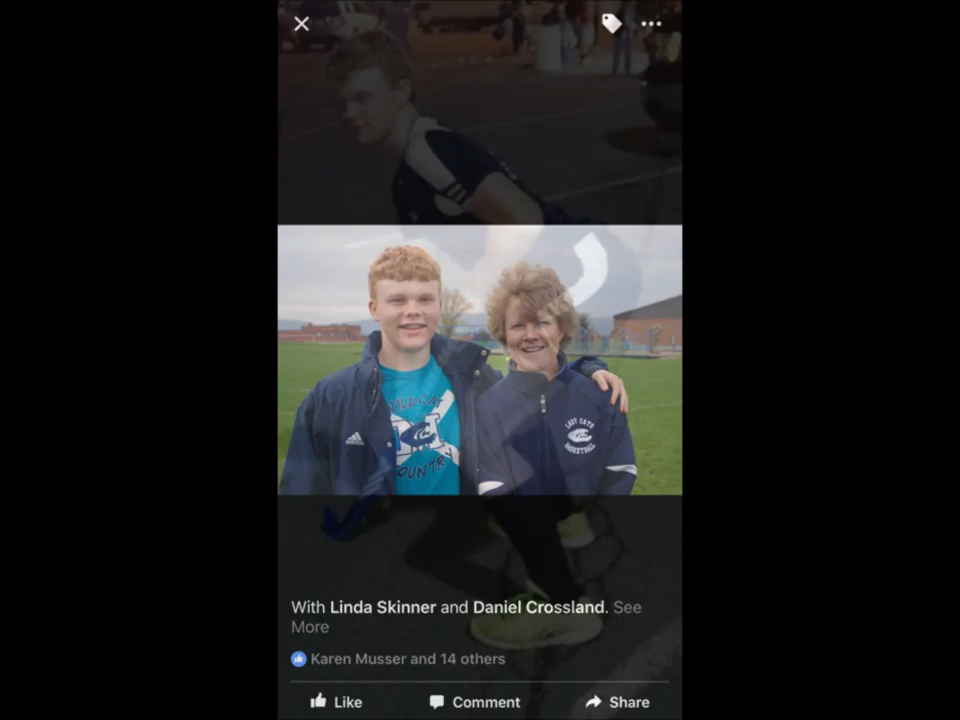 WILDCAT
COUNTRY
LADY CATS
BASKETBALL
With Linda Skinner and Daniel Crossland. See
More
Karen Musser and 14 others
Like Comment Share